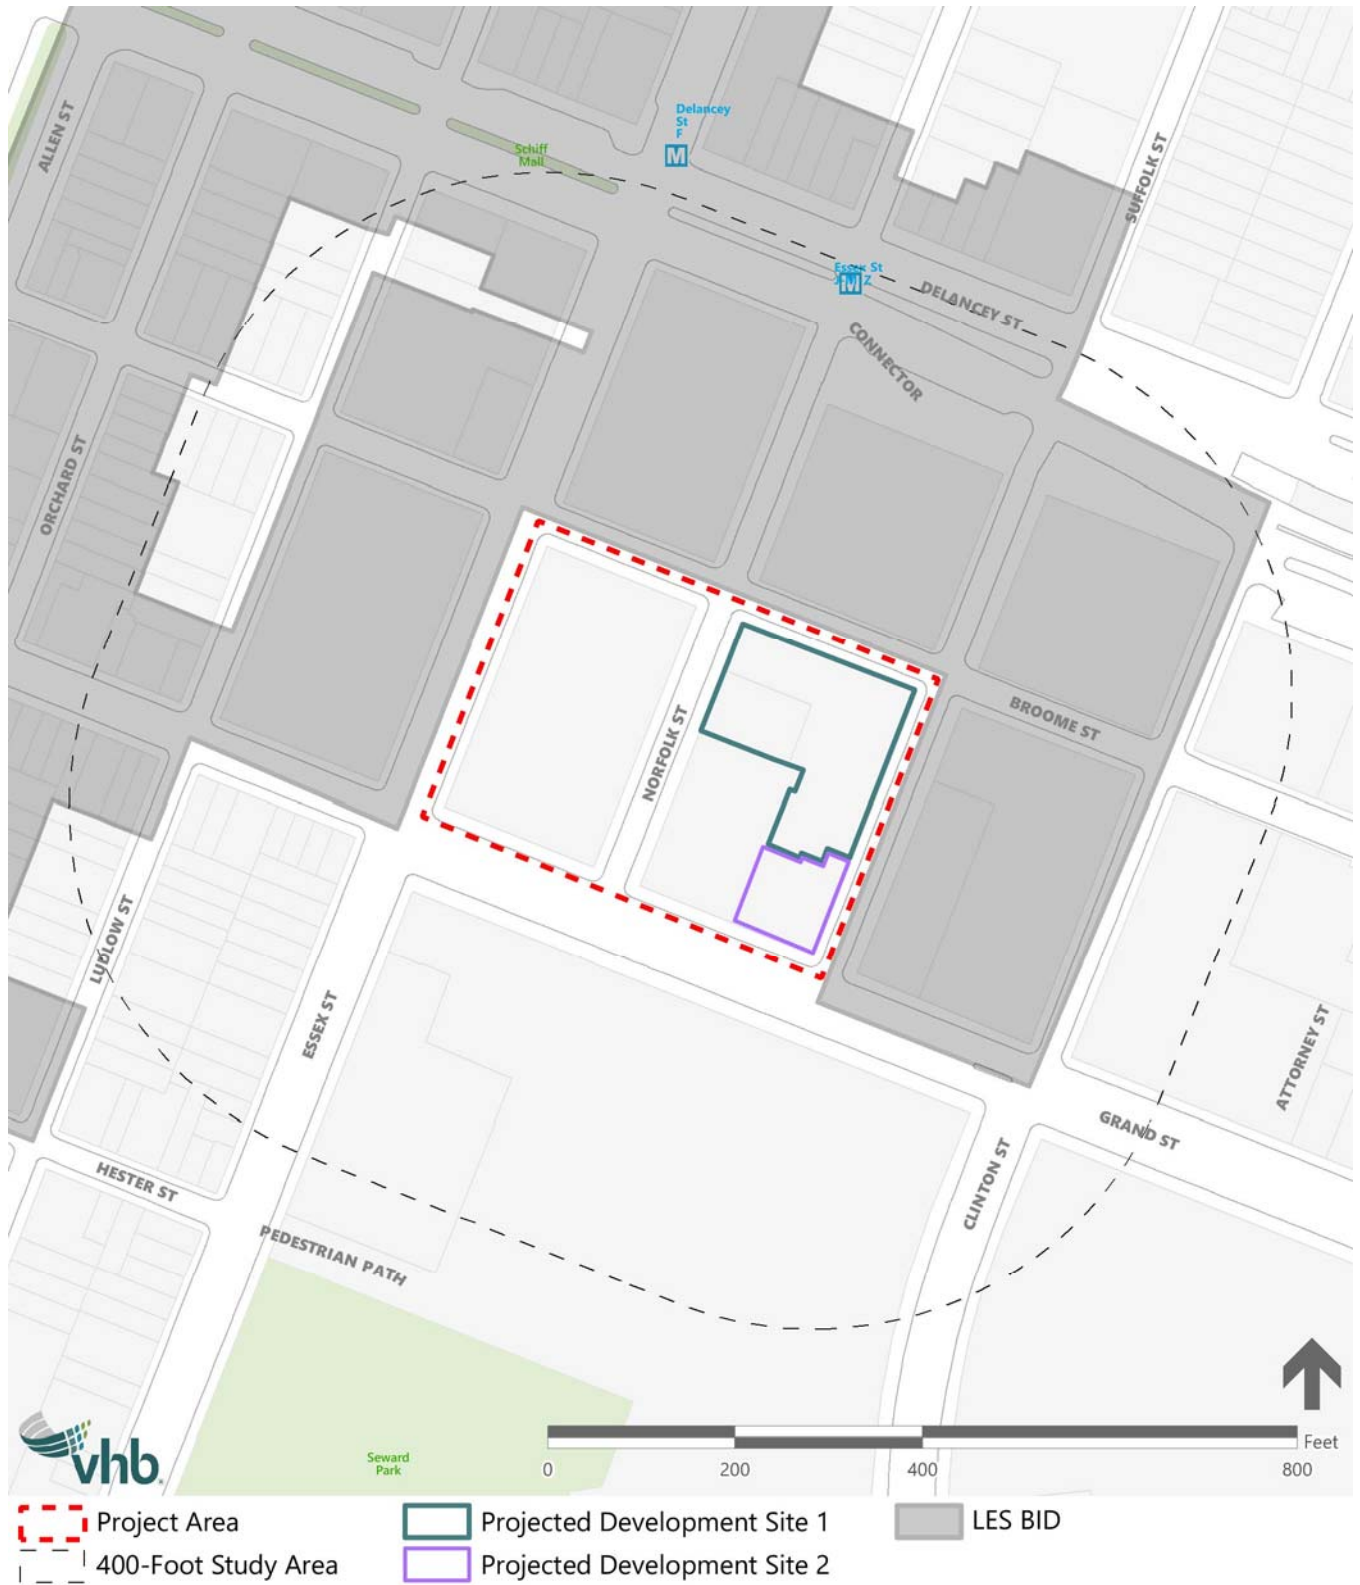 Delancey
St
F
M
Schiff
Mall
ALLEN ST
SUFFOLK ST
Essex St
M Z
DELANCEY ST
CONNECTOR
ORCHARD ST
BROOME ST
NORFOLK ST
LUDLOW ST
ESSEX ST
ATTORNEY ST
GRAND ST
CLINTON ST
HESTER ST
PEDESTRIAN PATH
Seward
Park
vhb
Feet
0 200 400 800
Project Area
Projected Development Site 1
LES BID
400-Foot Study Area
Projected Development Site 2